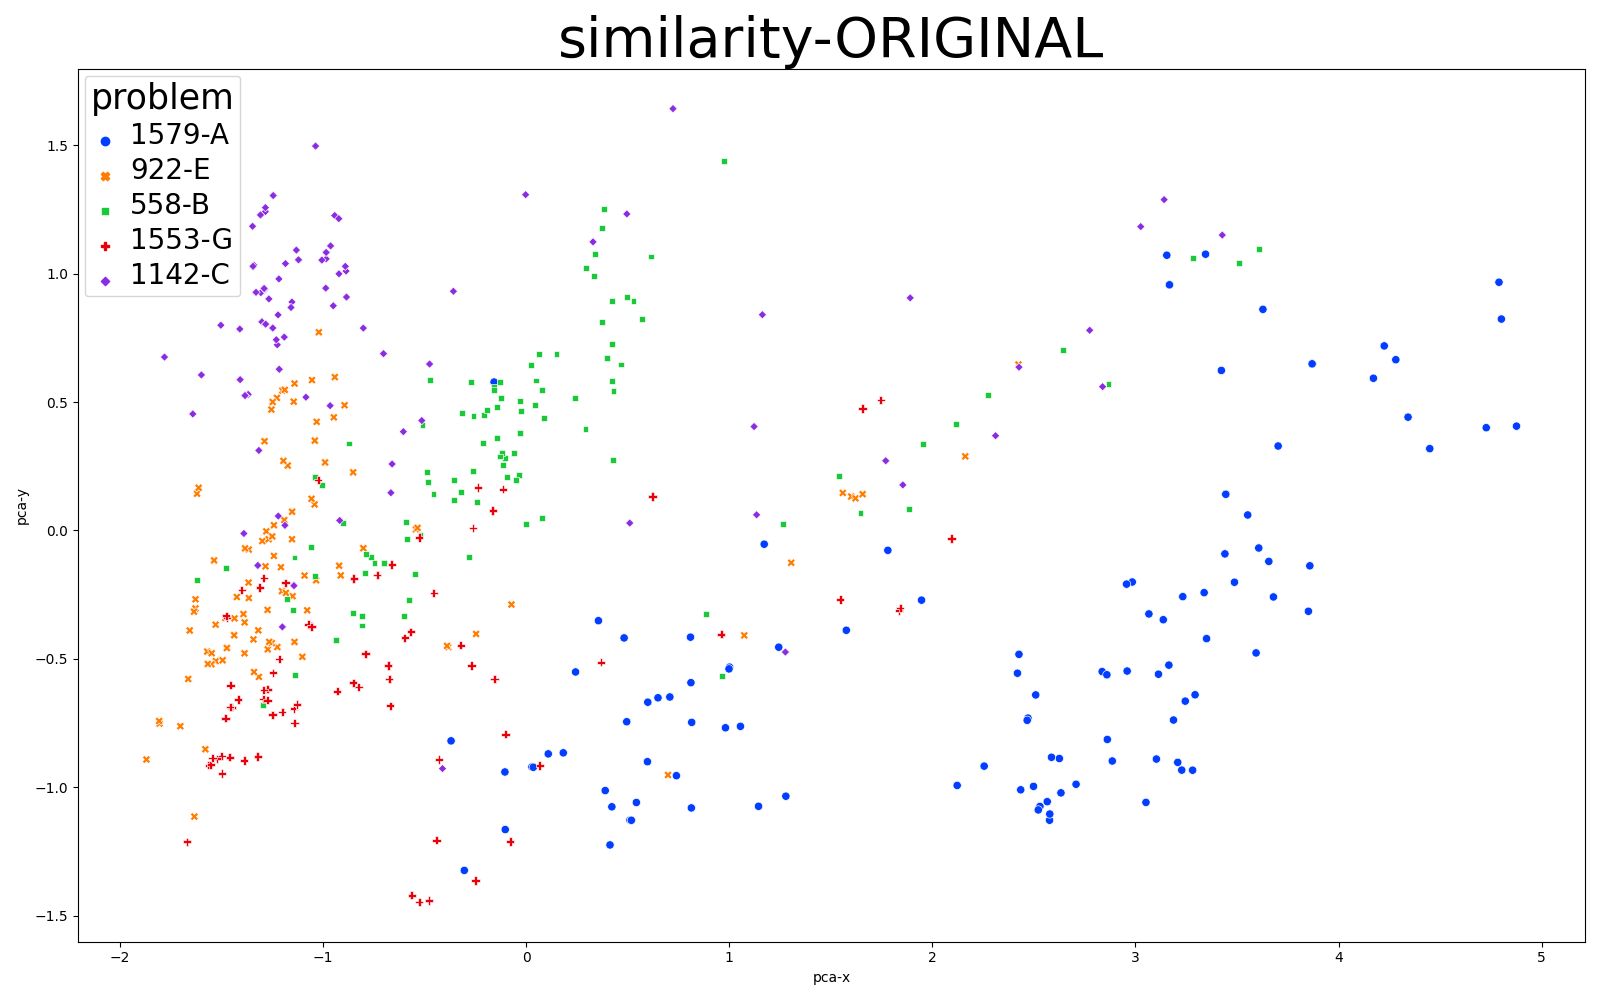 similarity-ORIGINAL
problem
1579-A
922-E
558-B
1553-G
1142-C
pca-y
1.5
1.0
0.5
0.0
−0.5
−1.0
−1.5
−2
−1
0
1
2
3
4
5
pca-x